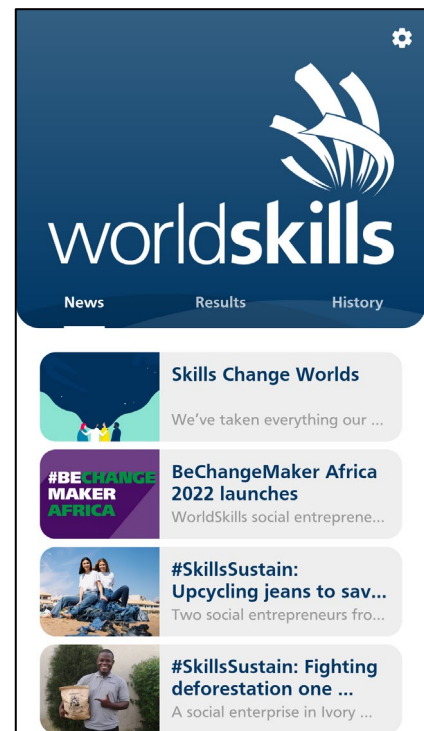 worldskills
News Results History
Skills Change Worlds
We've taken everything our ...
#BECHANGE
MAKER
AFRICA
BeChangeMaker Africa
2022 launches
WorldSkills social entreprene...
#SkillsSustain:
Upcycling jeans to sav...
Two social entrepreneurs fro...
#SkillsSustain: Fighting
deforestation one ...
A social enterprise in Ivory ...